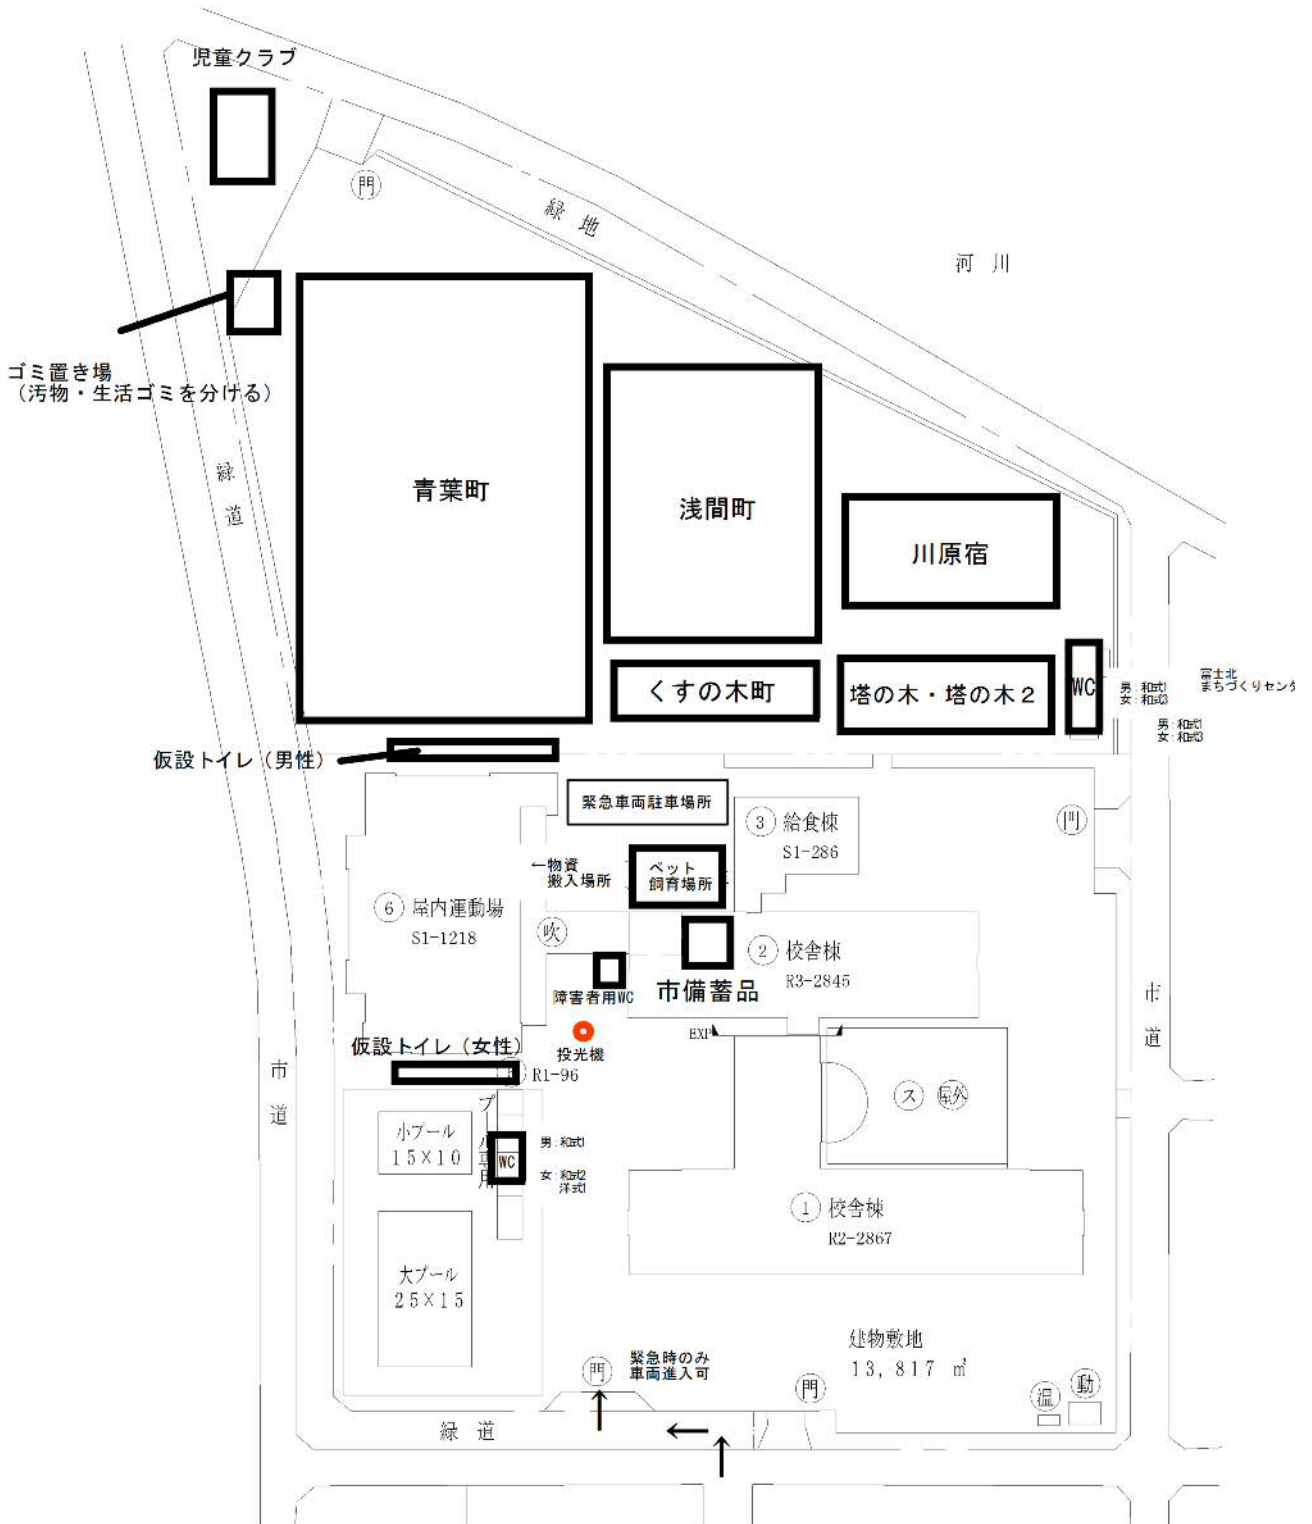 児童クラブ
門
緑地
河川
ゴミ置き場
（汚物・生活ゴミを分ける）
緑道
青葉町
浅間町
川原宿
くすの木町
塔の木・塔の木２
WC
男：和式1
女：和式3
富士北
まちづくりセンタ
男：和式1
女：和式3
仮設トイレ（男性）
緊急車両駐車場所
③ 給食棟
S1-286
門
←物資
搬入場所
ペット
飼育場所
⑥ 屋内運動場
S1-1218
吹
② 校舎棟
R3-2845
障害者用WC
市備蓄品
市道
EXP
投光機
仮設トイレ（女性）
R1-96
市道
ス 屋外
小プール
15×10
プール専用
WC
男：和式1
女：和式2
洋式1
① 校舎棟
R2-2867
大プール
25×15
建物敷地
13,817 ㎡
緊急時のみ
車両進入可
門
門
温
動
緑道